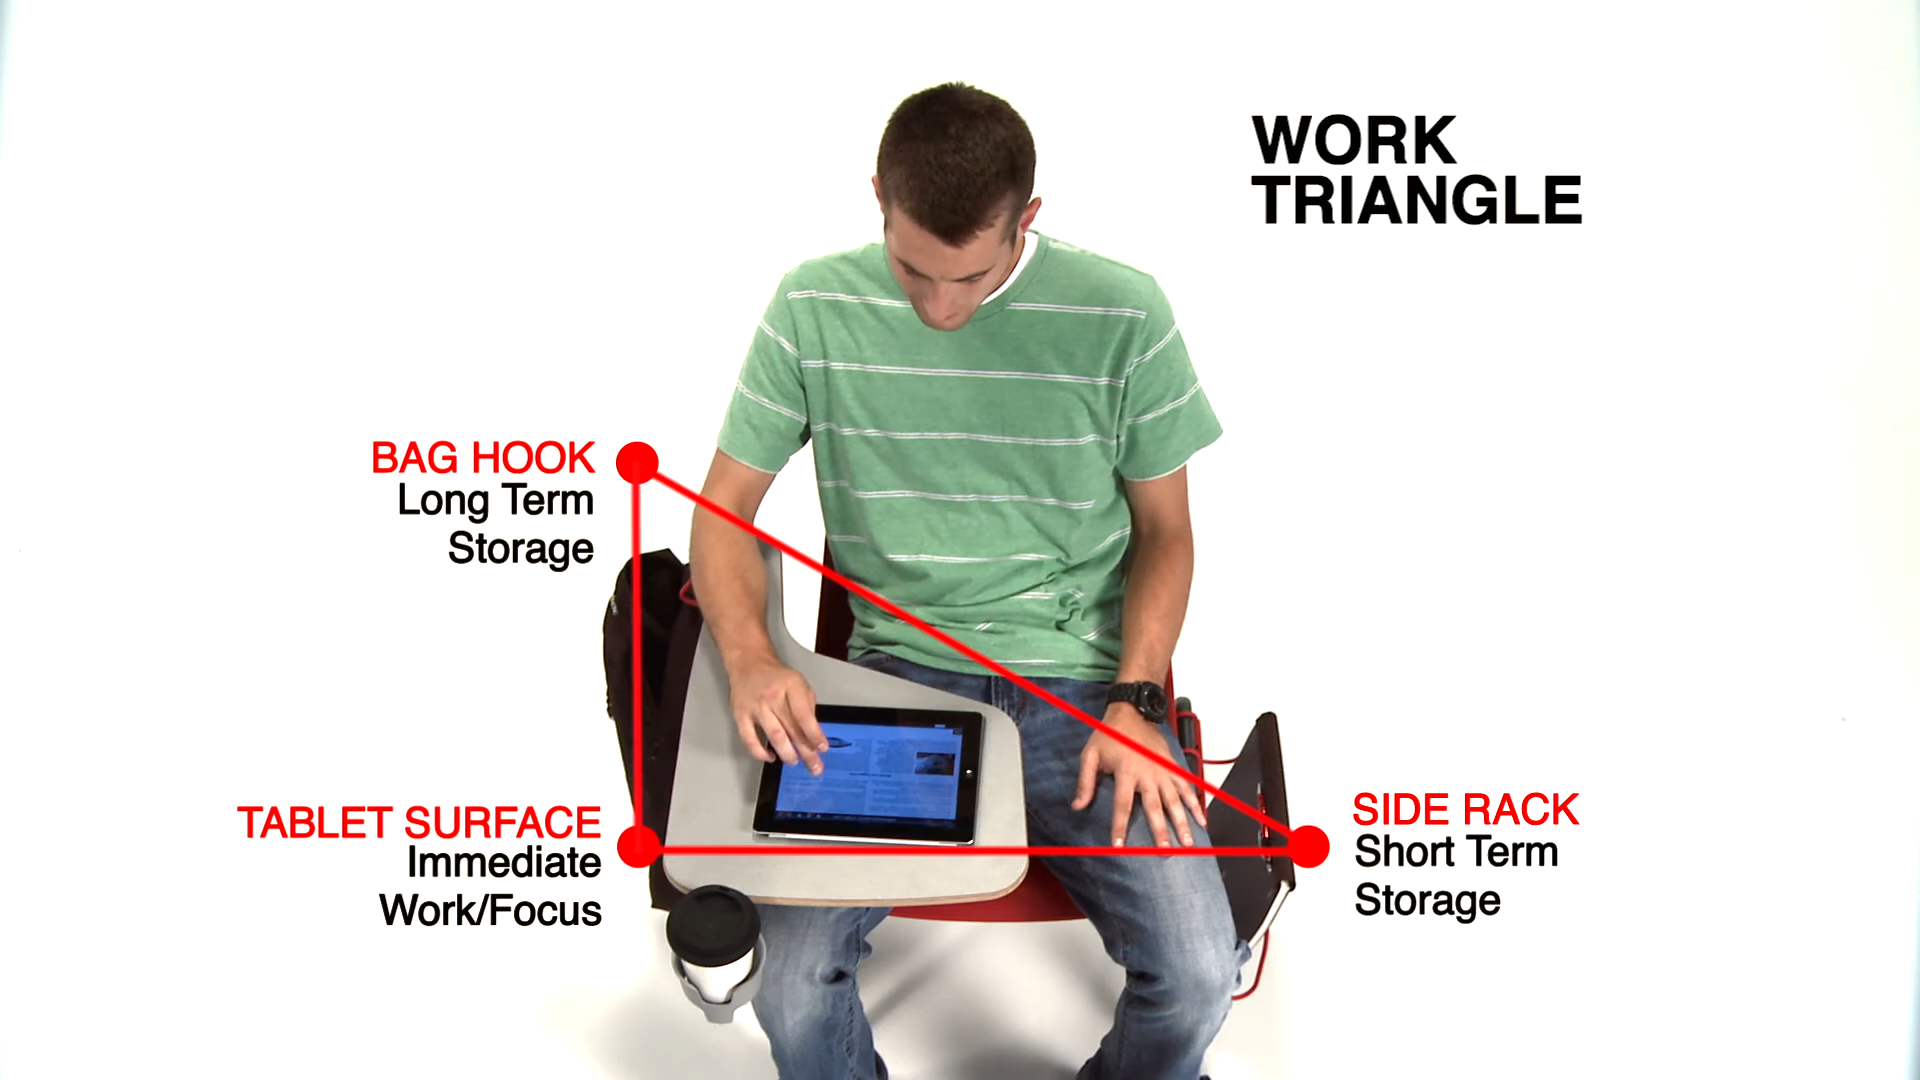 WORK
TRIANGLE
BAG HOOK
Long Term
Storage
TABLET SURFACE
Immediate
Work/Focus
SIDE RACK
Short Term
Storage